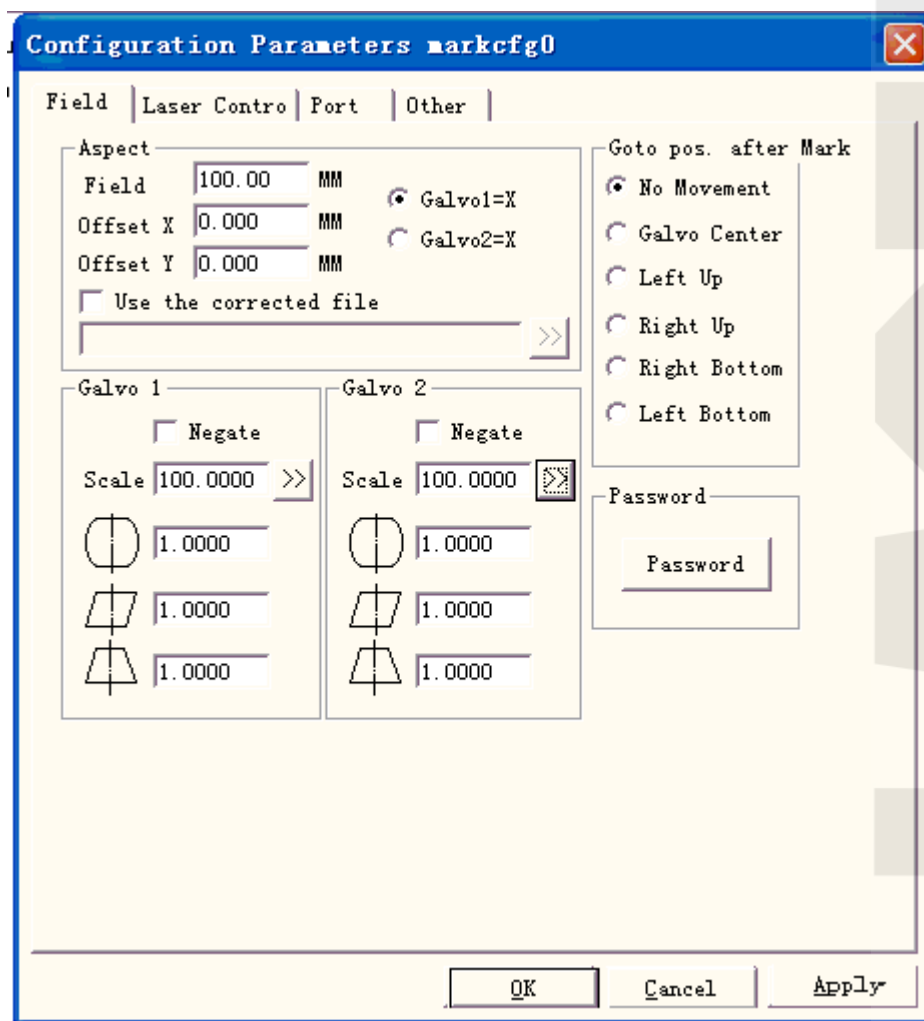 Configuration Parameters markcfg0
Field Laser Contro Port Other
Aspect
Field 100.00 MM
Offset X 0.000 MM
Offset Y 0.000 MM
Galvo1=X
Galvo2=X
Use the corrected file
>>
Goto pos. after Mark
No Movement
Galvo Center
Left Up
Right Up
Right Bottom
Left Bottom
Galvo 1
Negate
Scale 100.0000 >>
1.0000
1.0000
1.0000
Galvo 2
Negate
Scale 100.0000 >>
1.0000
1.0000
1.0000
Password
Password
OK Cancel Apply